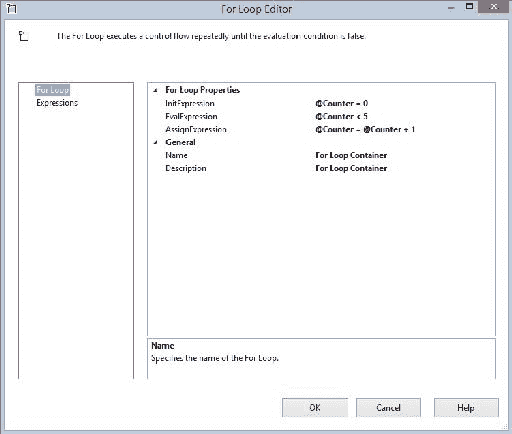 For Loop Editor
The For Loop executes a control flow repeatedly until the evaluation condition is false.
For Loop
Expressions
For Loop Properties
InitExpression @Counter = 0
EvalExpression @Counter < 5
AssignExpression @Counter = @Counter + 1
General
Name For Loop Container
Description For Loop Container
Name
Specifies the name of the For Loop.
OK Cancel Help